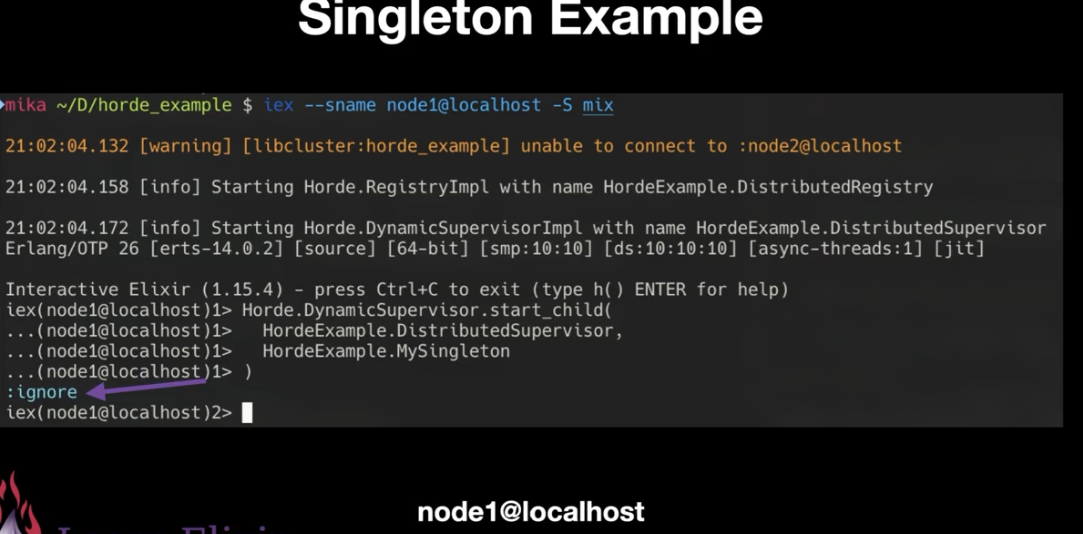 Singleton Example
mika ~/D/horde_example $ iex --sname node1@localhost -S mix
21:02:04.132 [warning] [libcluster:horde_example] unable to connect to :node2@localhost
21:02:04.158 [info] Starting Horde.RegistryImpl with name HordeExample.DistributedRegistry
21:02:04.172 [info] Starting Horde.DynamicSupervisorImpl with name HordeExample.DistributedSupervisor
Erlang/OTP 26 [erts-14.0.2] [source] [64-bit] [smp:10:10] [ds:10:10:10] [async-threads:1] [jit]
Interactive Elixir (1.15.4) - press Ctrl+C to exit (type h() ENTER for help)
iex(node1@localhost)1> Horde.DynamicSupervisor.start_child(
...(node1@localhost)1>   HordeExample.DistributedSupervisor,
...(node1@localhost)1>   HordeExample.MySingleton
...(node1@localhost)1> )
:ignore
iex(node1@localhost)2>
node1@localhost